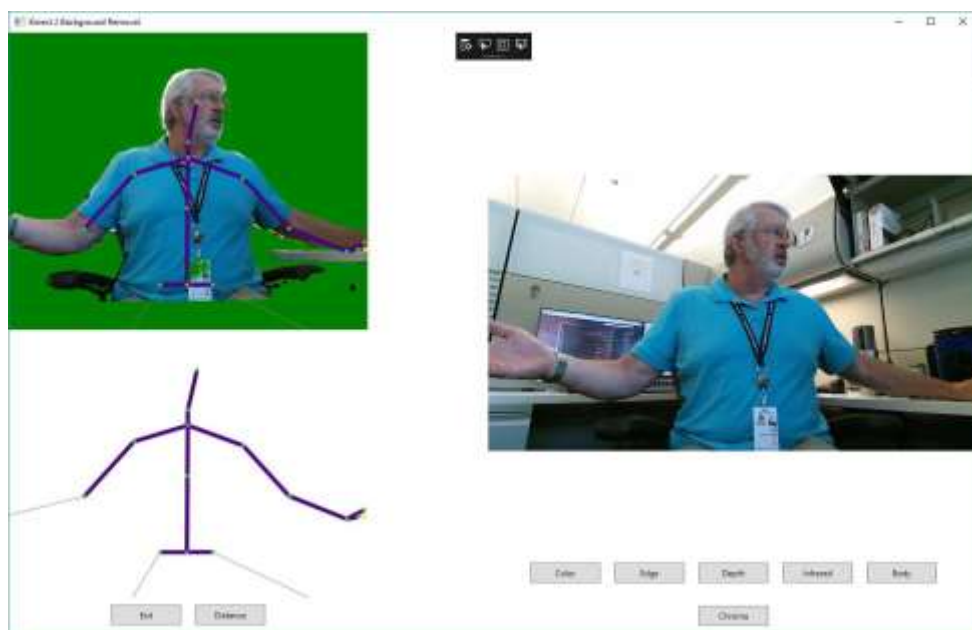 Kinect 2 Background Removal
Color Edge Depth Infrared Body
Exit Distance Chroma